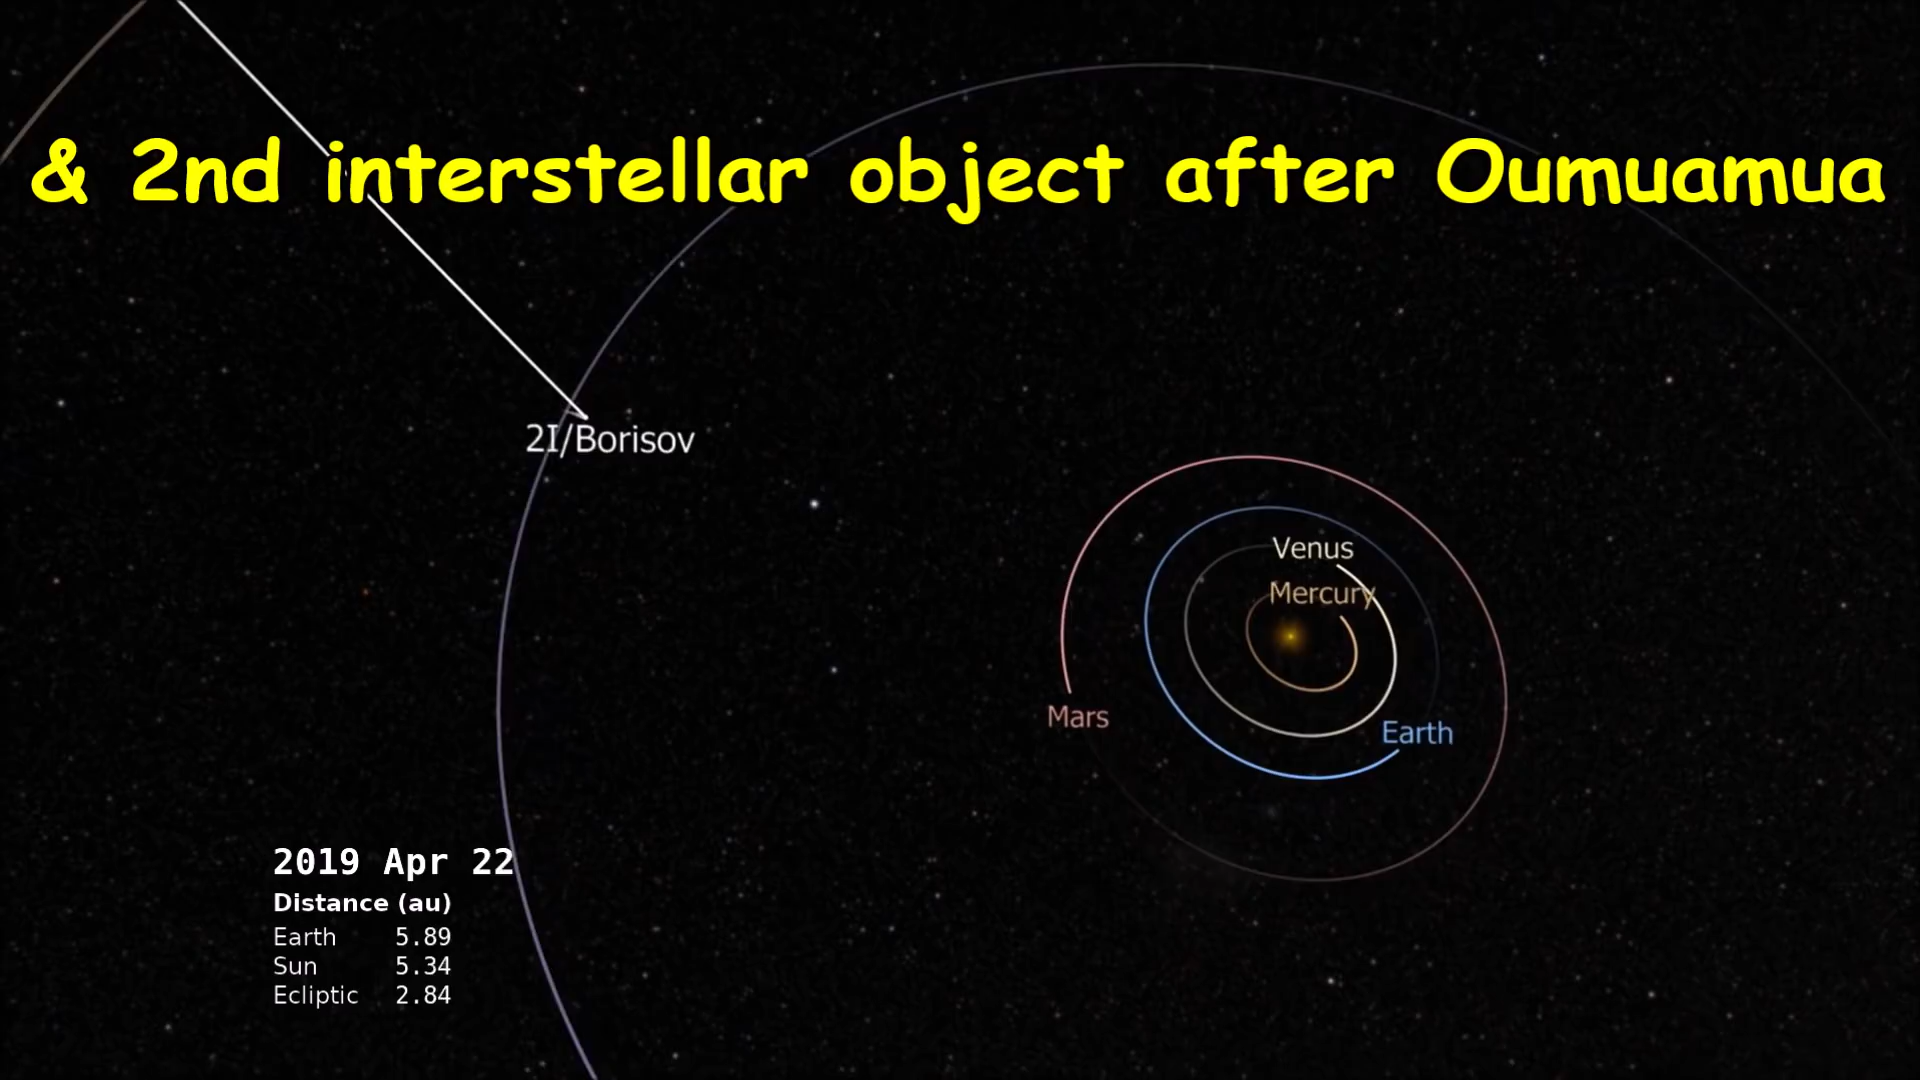 & 2nd interstellar object after Oumuamua
2I/Borisov
Venus
Mercury
Mars
Earth
2019 Apr 22
Distance (au)
Earth 5.89
Sun 5.34
Ecliptic 2.84